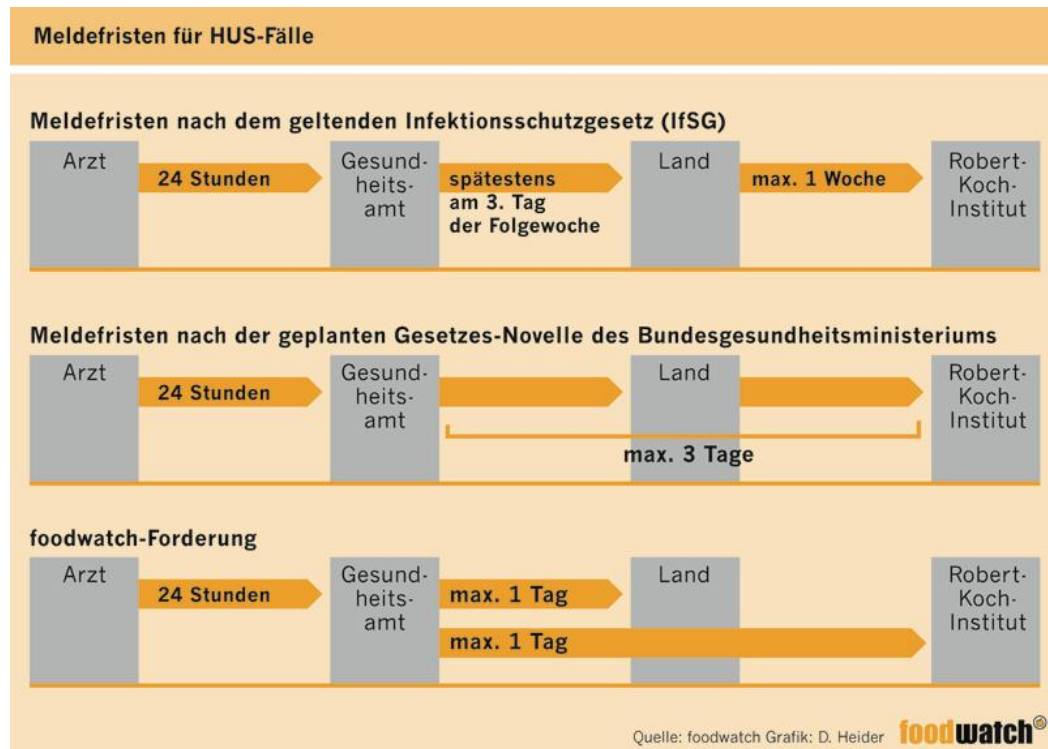 Meldefristen für HUS-Fälle
Meldefristen nach dem geltenden Infektionsschutzgesetz (IfSG)
Arzt
24 Stunden
Gesund-
heits-
amt
spätestens
am 3. Tag
der Folgewoche
Land
max. 1 Woche
Robert-
Koch-
Institut
Meldefristen nach der geplanten Gesetzes-Novelle des Bundesgesundheitsministeriums
Arzt
24 Stunden
Gesund-
heits-
amt
Land
max. 3 Tage
Robert-
Koch-
Institut
foodwatch-Forderung
Arzt
24 Stunden
Gesund-
heits-
amt
max. 1 Tag
Land
max. 1 Tag
Robert-
Koch-
Institut
Quelle: foodwatch Grafik: D. Heider foodwatch®